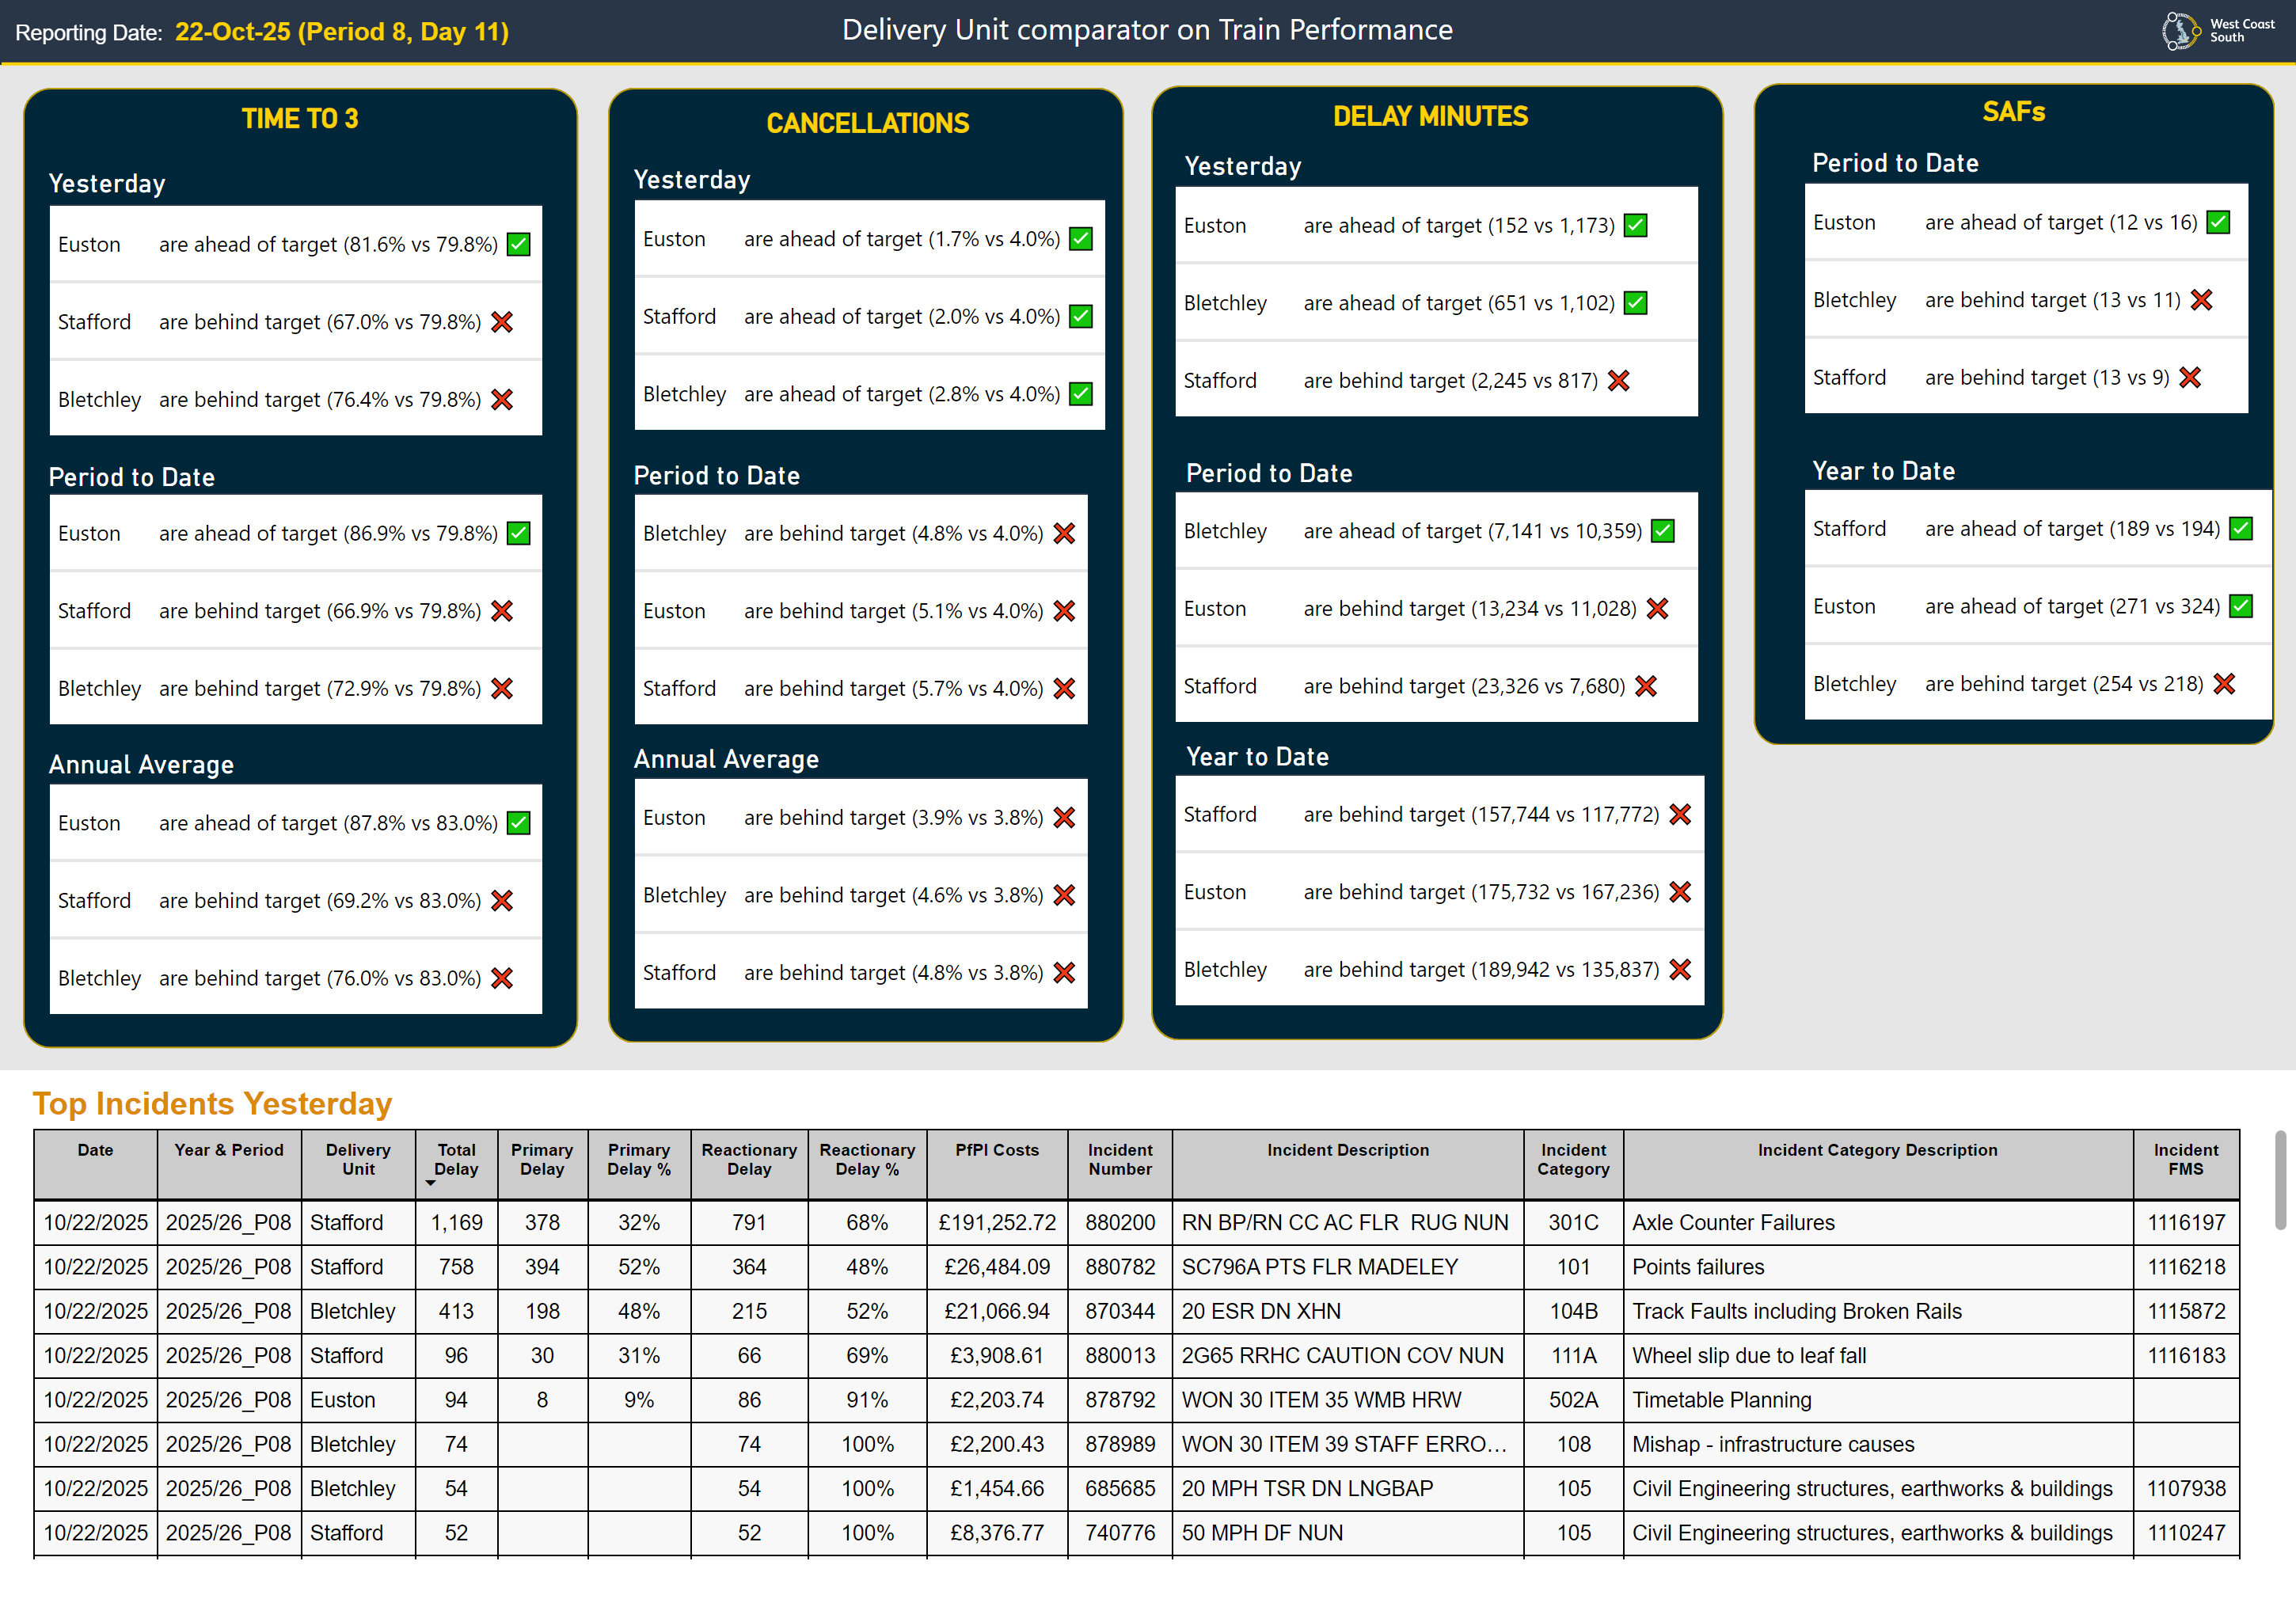 Reporting Date: 22-Oct-25 (Period 8, Day 11)
Delivery Unit comparator on Train Performance
West Coast
South
TIME TO 3
Yesterday
Euston are ahead of target (81.6% vs 79.8%) ✅
Stafford are behind target (67.0% vs 79.8%) ❌
Bletchley are behind target (76.4% vs 79.8%) ❌
Period to Date
Euston are ahead of target (86.9% vs 79.8%) ✅
Stafford are behind target (66.9% vs 79.8%) ❌
Bletchley are behind target (72.9% vs 79.8%) ❌
Annual Average
Euston are ahead of target (87.8% vs 83.0%) ✅
Stafford are behind target (69.2% vs 83.0%) ❌
Bletchley are behind target (76.0% vs 83.0%) ❌
CANCELLATIONS
Yesterday
Euston are ahead of target (1.7% vs 4.0%) ✅
Stafford are ahead of target (2.0% vs 4.0%) ✅
Bletchley are ahead of target (2.8% vs 4.0%) ✅
Period to Date
Bletchley are behind target (4.8% vs 4.0%) ❌
Euston are behind target (5.1% vs 4.0%) ❌
Stafford are behind target (5.7% vs 4.0%) ❌
Annual Average
Euston are behind target (3.9% vs 3.8%) ❌
Bletchley are behind target (4.6% vs 3.8%) ❌
Stafford are behind target (4.8% vs 3.8%) ❌
DELAY MINUTES
Yesterday
Euston are ahead of target (152 vs 1,173) ✅
Bletchley are ahead of target (651 vs 1,102) ✅
Stafford are behind target (2,245 vs 817) ❌
Period to Date
Bletchley are ahead of target (7,141 vs 10,359) ✅
Euston are behind target (13,234 vs 11,028) ❌
Stafford are behind target (23,326 vs 7,680) ❌
Year to Date
Stafford are behind target (157,744 vs 117,772) ❌
Euston are behind target (175,732 vs 167,236) ❌
Bletchley are behind target (189,942 vs 135,837) ❌
SAFs
Period to Date
Euston are ahead of target (12 vs 16) ✅
Bletchley are behind target (13 vs 11) ❌
Stafford are behind target (13 vs 9) ❌
Year to Date
Stafford are ahead of target (189 vs 194) ✅
Euston are ahead of target (271 vs 324) ✅
Bletchley are behind target (254 vs 218) ❌
Top Incidents Yesterday
Date Year & Period Delivery Unit Total Delay Primary Delay Primary Delay % Reactionary Delay Reactionary Delay % PfPI Costs Incident Number Incident Description Incident Category Incident Category Description Incident FMS
10/22/2025 2025/26_P08 Stafford 1,169 378 32% 791 68% £191,252.72 880200 RN BP/RN CC AC FLR RUG NUN 301C Axle Counter Failures 1116197
10/22/2025 2025/26_P08 Stafford 758 394 52% 364 48% £26,484.09 880782 SC796A PTS FLR MADELEY 101 Points failures 1116218
10/22/2025 2025/26_P08 Bletchley 413 198 48% 215 52% £21,066.94 870344 20 ESR DN XHN 104B Track Faults including Broken Rails 1115872
10/22/2025 2025/26_P08 Stafford 96 30 31% 66 69% £3,908.61 880013 2G65 RRHC CAUTION COV NUN 111A Wheel slip due to leaf fall 1116183
10/22/2025 2025/26_P08 Euston 94 8 9% 86 91% £2,203.74 878792 WON 30 ITEM 35 WMB HRW 502A Timetable Planning
10/22/2025 2025/26_P08 Bletchley 74 74 100% £2,200.43 878989 WON 30 ITEM 39 STAFF ERRO... 108 Mishap - infrastructure causes
10/22/2025 2025/26_P08 Bletchley 54 54 100% £1,454.66 685685 20 MPH TSR DN LNGBAP 105 Civil Engineering structures, earthworks & buildings 1107938
10/22/2025 2025/26_P08 Stafford 52 52 100% £8,376.77 740776 50 MPH DF NUN 105 Civil Engineering structures, earthworks & buildings 1110247